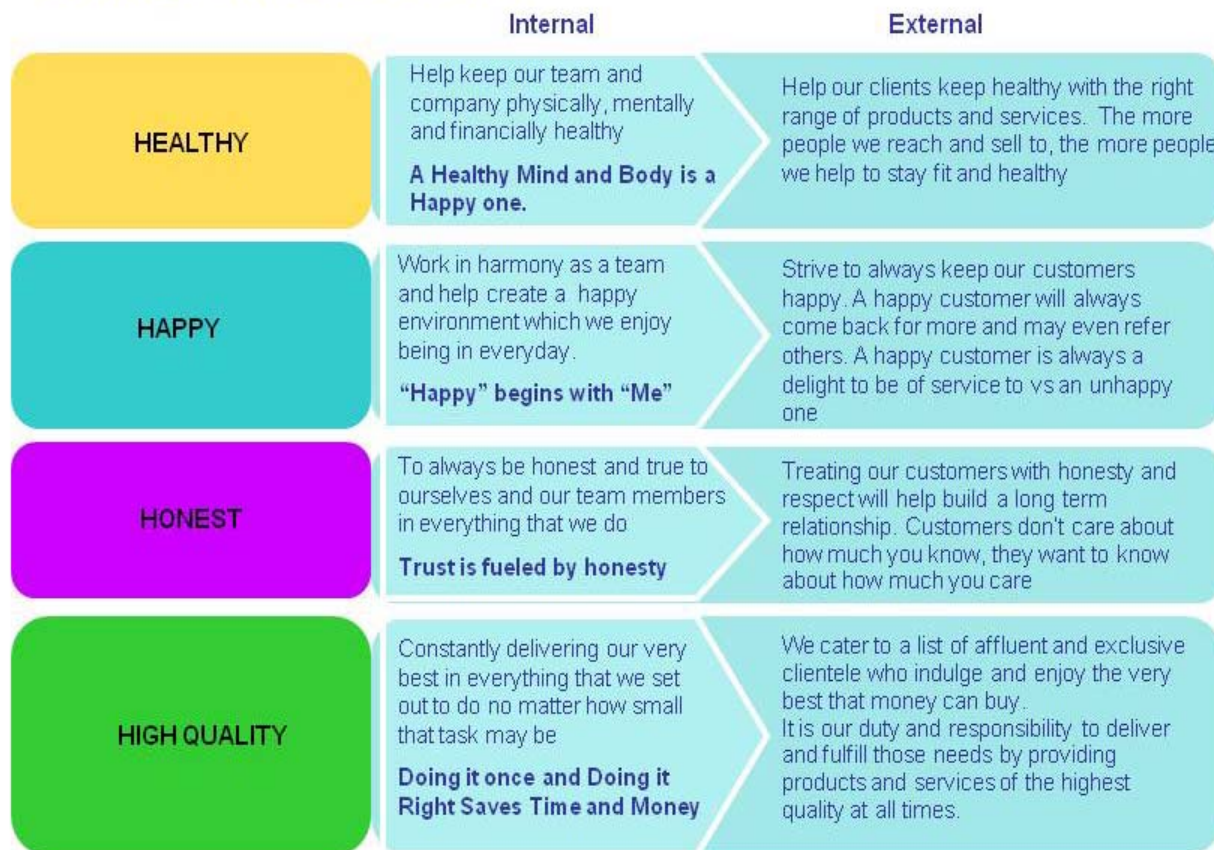 Internal
External
HEALTHY
Help keep our team and
company physically, mentally
and financially healthy
A Healthy Mind and Body is a
Happy one.
Help our clients keep healthy with the right
range of products and services. The more
people we reach and sell to, the more people
we help to stay fit and healthy
HAPPY
Work in harmony as a team
and help create a happy
environment which we enjoy
being in everyday.
“Happy” begins with “Me”
Strive to always keep our customers
happy. A happy customer will always
come back for more and may even refer
others. A happy customer is always a
delight to be of service to vs an unhappy
one
HONEST
To always be honest and true to
ourselves and our team members
in everything that we do
Trust is fueled by honesty
Treating our customers with honesty and
respect will help build a long term
relationship. Customers don't care about
how much you know, they want to know
about how much you care
HIGH QUALITY
Constantly delivering our very
best in everything that we set
out to do no matter how small
that task may be
Doing it once and Doing it
Right Saves Time and Money
We cater to a list of affluent and exclusive
clientele who indulge and enjoy the very
best that money can buy.
It is our duty and responsibility to deliver
and fulfill those needs by providing
products and services of the highest
quality at all times.